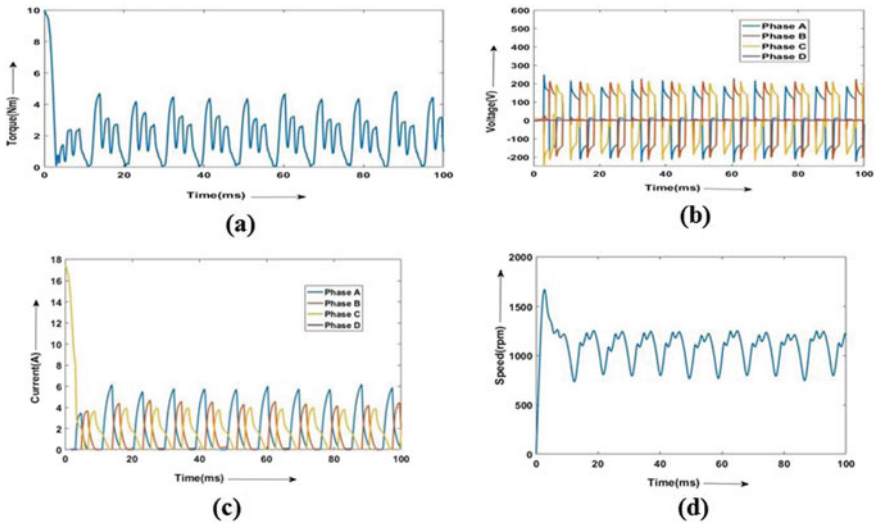 10
8
6
4
2
0
Torque(Nm)
0 20 40 60 80 100
Time(ms)
(a)
600
500
400
300
200
100
0
-100
-200
Voltage(V)
Phase A
Phase B
Phase C
Phase D
0 20 40 60 80 100
Time(ms)
(b)
18
16
14
12
10
8
6
4
2
0
Current(A)
Phase A
Phase B
Phase C
Phase D
0 20 40 60 80 100
Time(ms)
(c)
2000
1500
1000
500
0
Speed(rpm)
0 20 40 60 80 100
Time(ms)
(d)